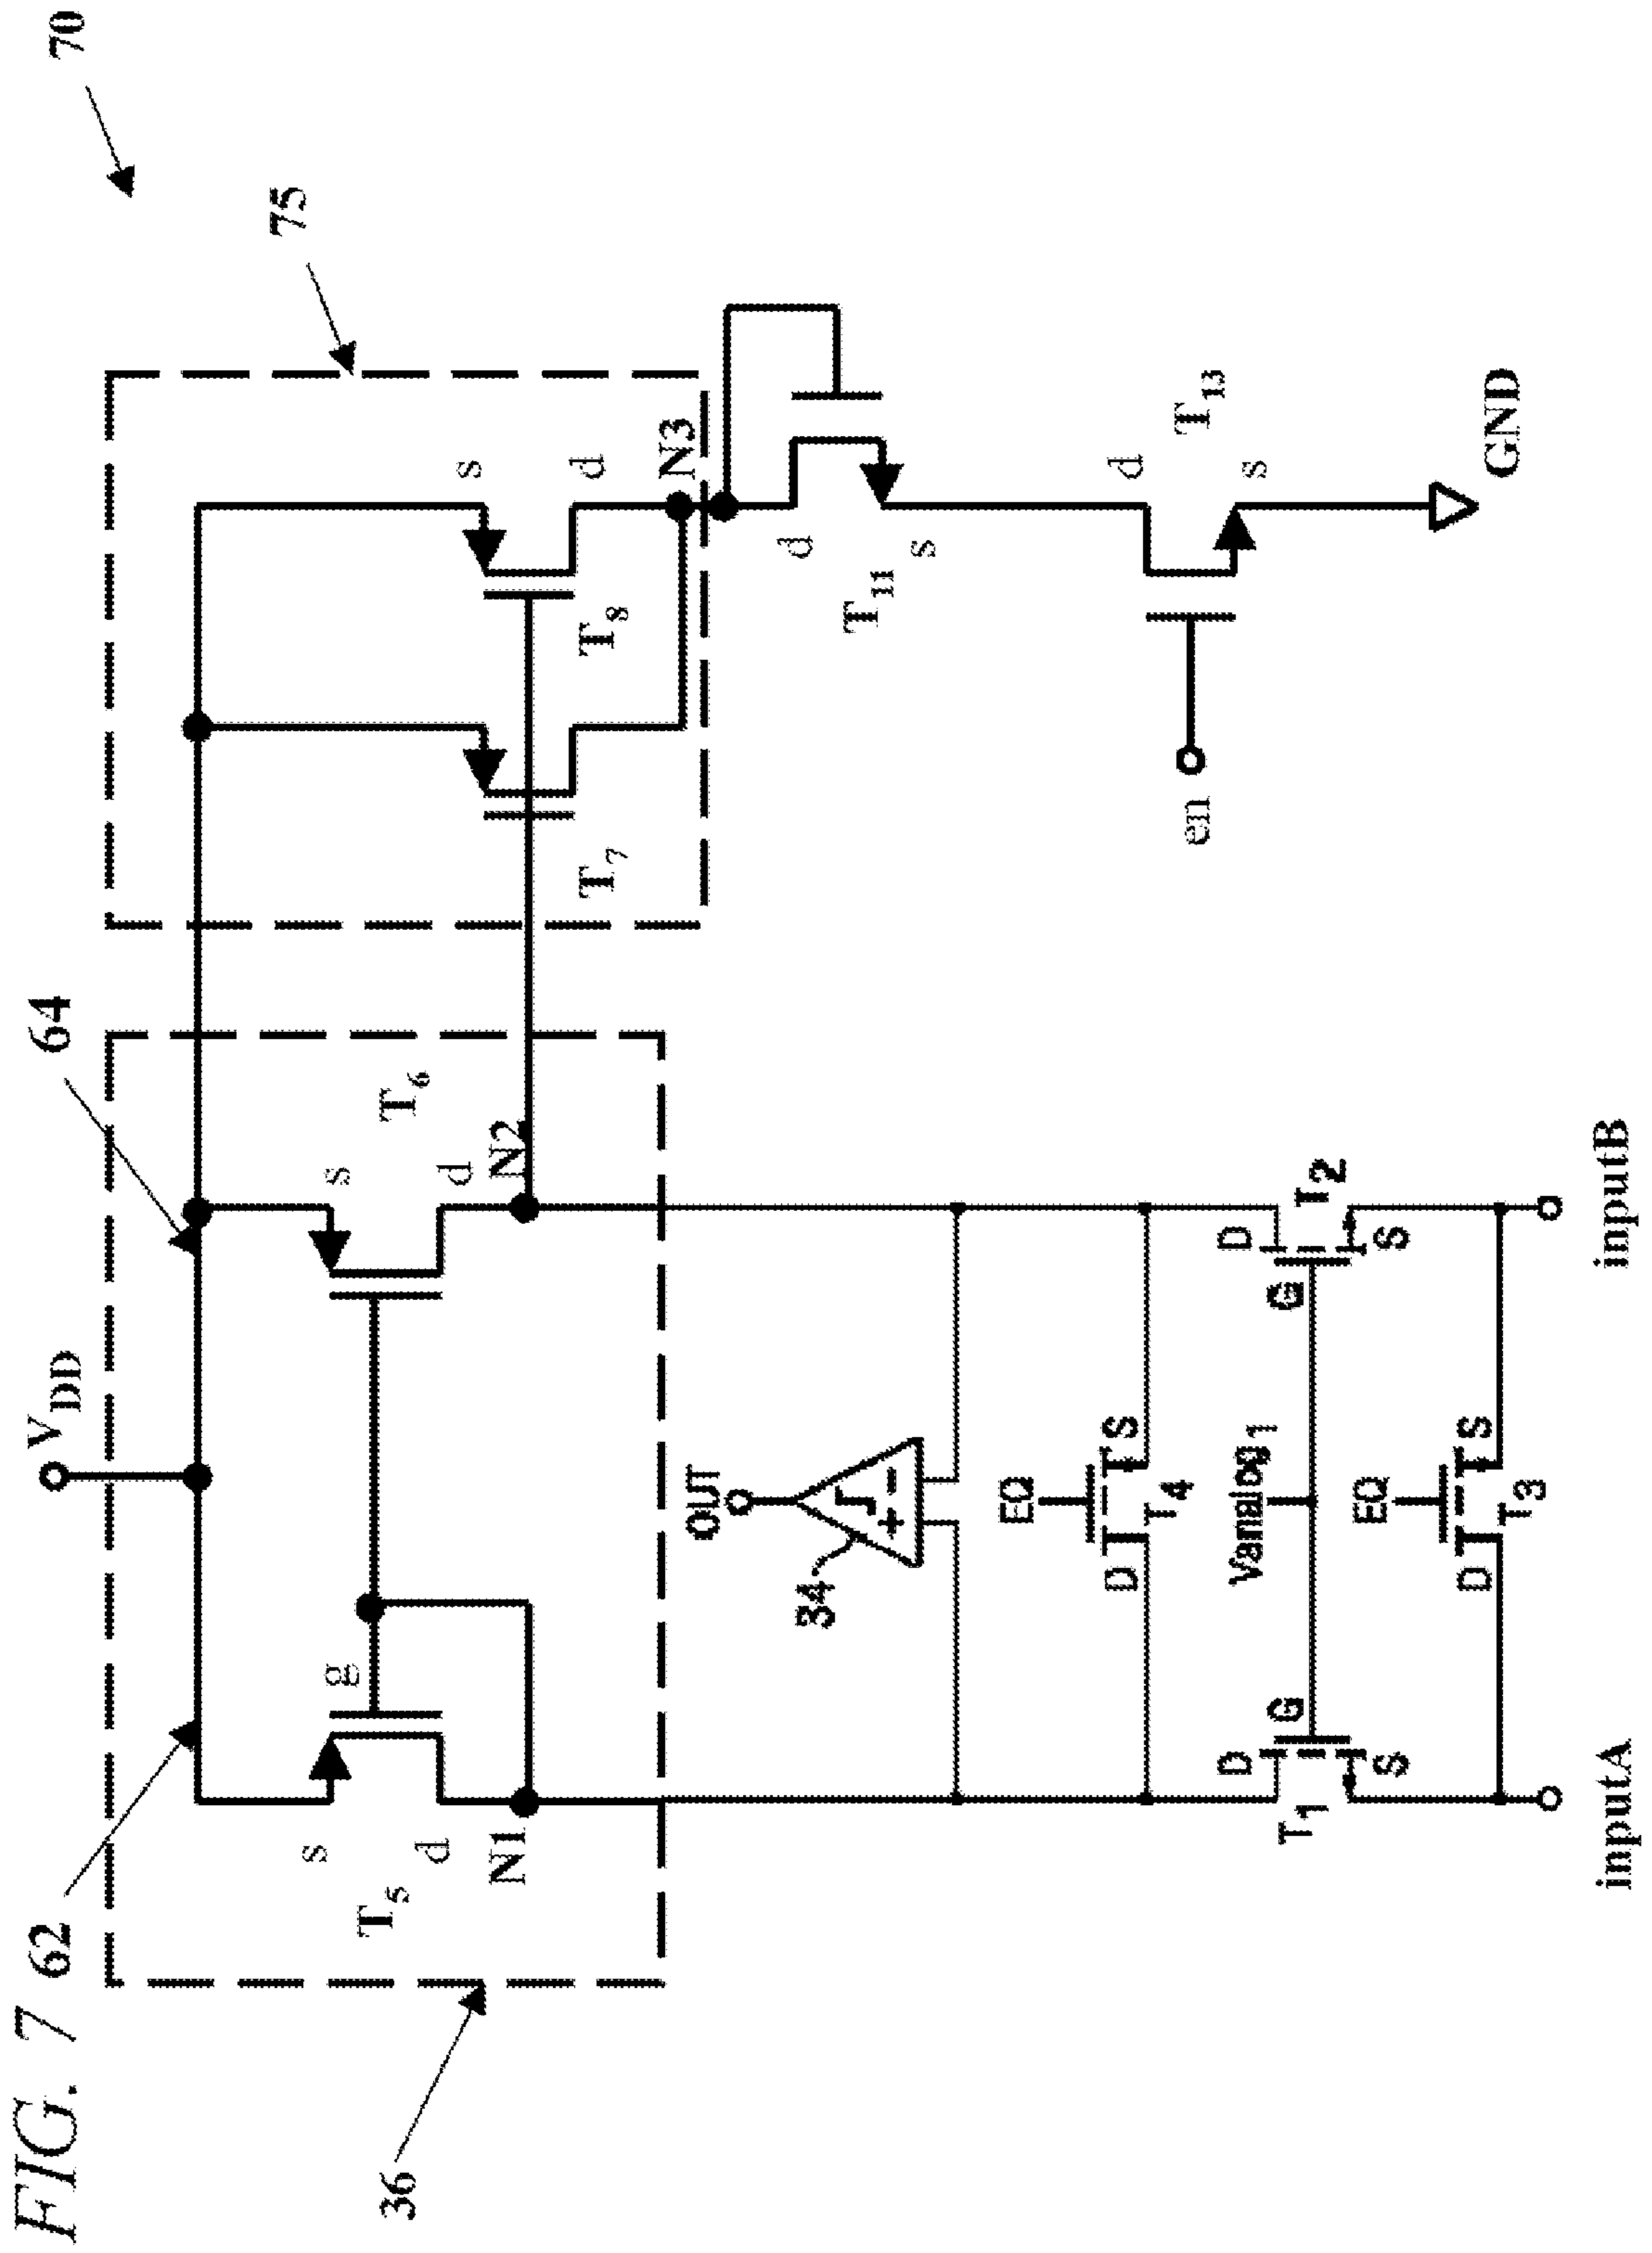 FIG. 7
70
75
64
62
36
V_DD
s
g
d
T5
N1
s
d
T6
N2
T7
s
d
T8
N3
d
s
T11
d
s
T13
en
GND
OUT
34
+ −
EQ
D S
T4
D
G
S
T1
Vanalog1
D
G
S
T2
EQ
D S
T3
inputA
inputB